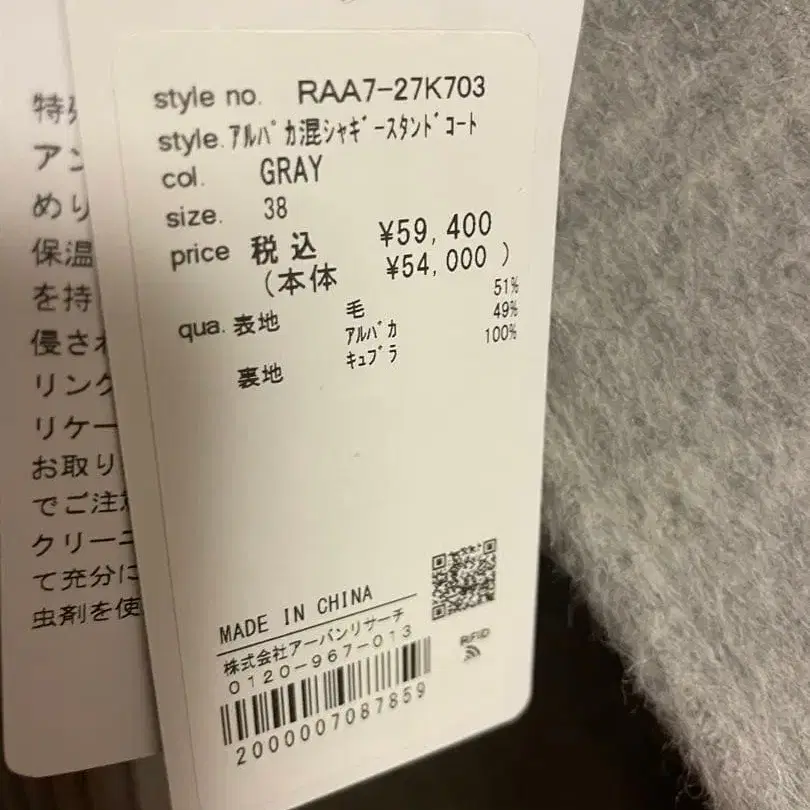 style no. RAA7-27K703
style. ｱﾙﾊﾟｶ混ｼｬｷﾞｰｽﾀﾝﾄﾞｺｰﾄ
col. GRAY
size. 38
price 税込 ¥59,400
(本体 ¥54,000 )
qua. 表地 毛 51%
ｱﾙﾊﾟｶ 49%
裏地 ｷｭﾌﾟﾗ 100%
MADE IN CHINA
株式会社アーバンリサーチ
0120-967-013
2000007087859
RFID
特
アン
めり
保温
を持
侵され
リング
リケー
お取り
でご注
クリーニ
て充分に
虫剤を使